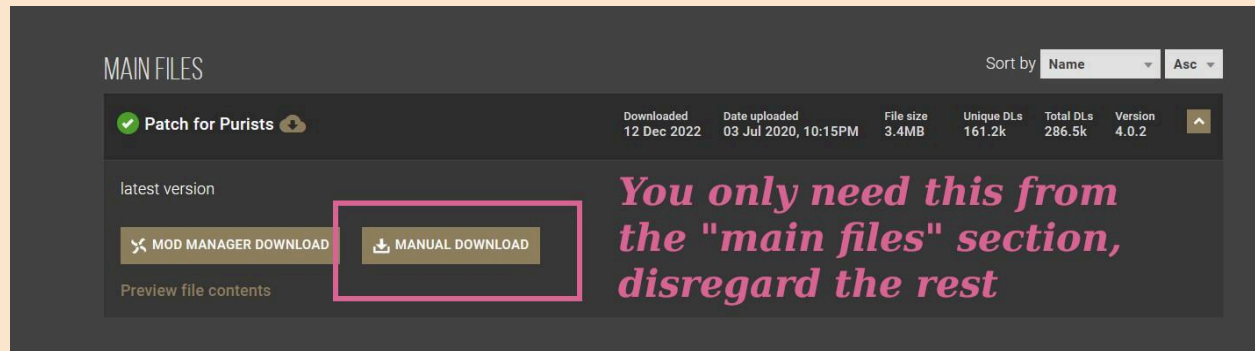 MAIN FILES
Sort by Name Asc
Patch for Purists
Downloaded Date uploaded File size Unique DLs Total DLs Version
12 Dec 2022 03 Jul 2020, 10:15PM 3.4MB 161.2k 286.5k 4.0.2
latest version
MOD MANAGER DOWNLOAD MANUAL DOWNLOAD
Preview file contents
You only need this from
the "main files" section,
disregard the rest